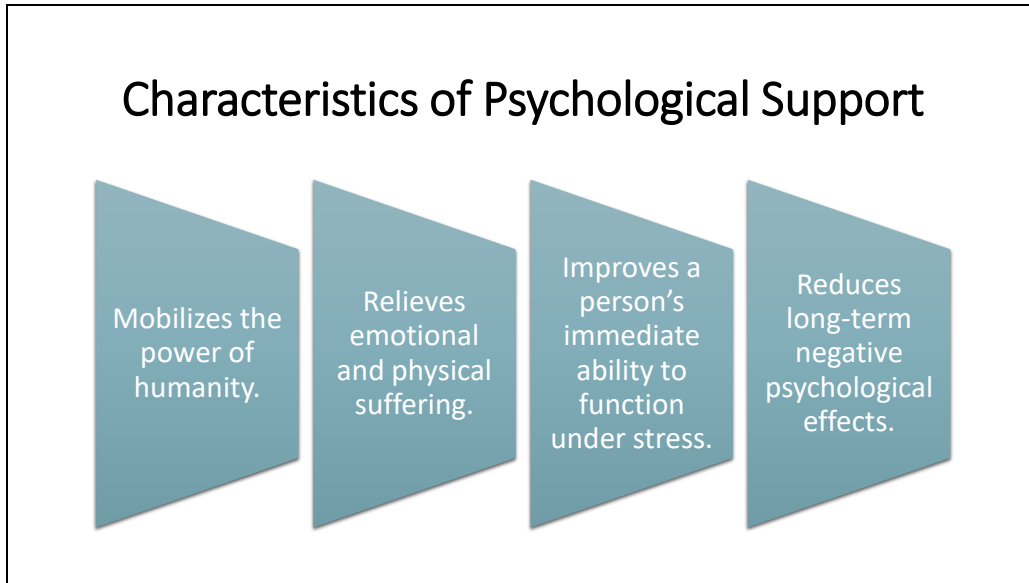 Characteristics of Psychological Support
Mobilizes the
power of
humanity.
Relieves
emotional
and physical
suffering.
Improves a
person’s
immediate
ability to
function
under stress.
Reduces
long-term
negative
psychological
effects.